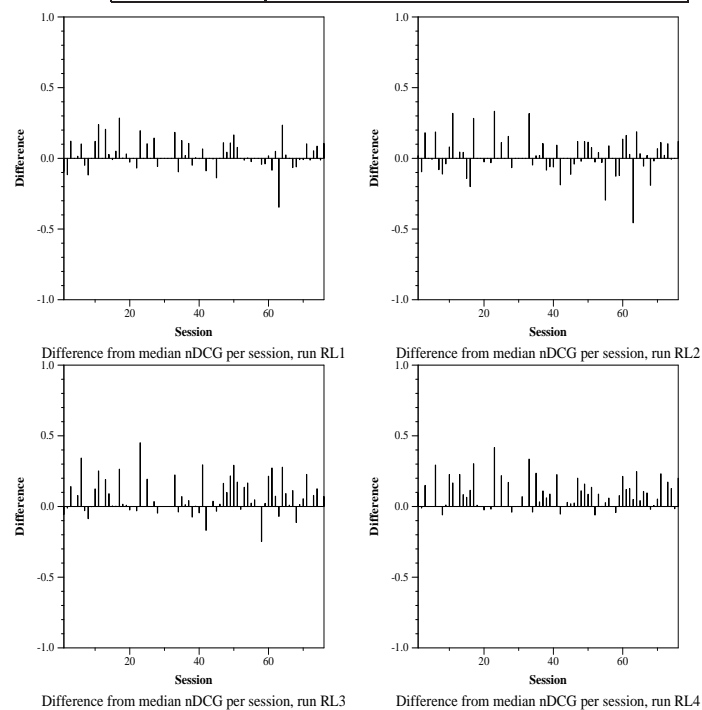 1.0
0.5
0.0
-0.5
-1.0
Difference
20
40
60
Session
Difference from median nDCG per session, run RL1
1.0
0.5
0.0
-0.5
-1.0
Difference
20
40
60
Session
Difference from median nDCG per session, run RL2
1.0
0.5
0.0
-0.5
-1.0
Difference
20
40
60
Session
Difference from median nDCG per session, run RL3
1.0
0.5
0.0
-0.5
-1.0
Difference
20
40
60
Session
Difference from median nDCG per session, run RL4